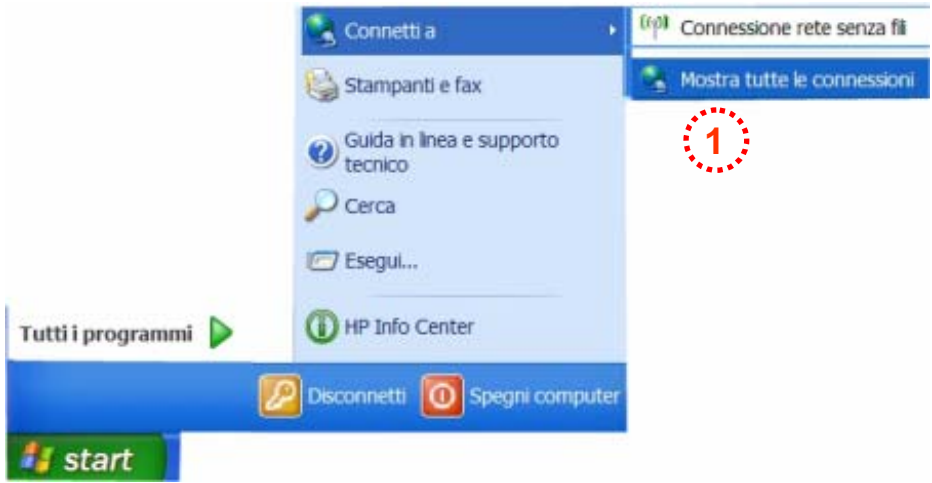 Connetti a
Connessione rete senza fili
Mostra tutte le connessioni
1
Stampanti e fax
Guida in linea e supporto
tecnico
Cerca
Esegui...
HP Info Center
Tutti i programmi
Disconnetti
Spegni computer
start